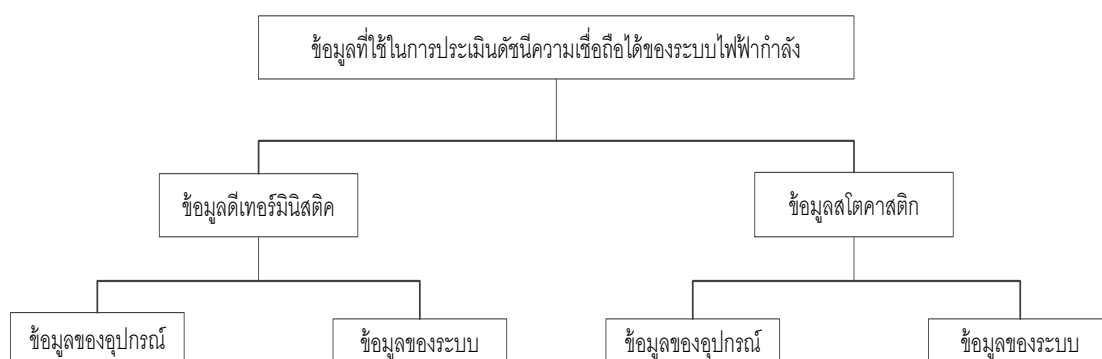 ข้อมูลที่ใช้ในการประเมินดัชนีความเชื่อถือได้ของระบบไฟฟ้ากำลัง
ข้อมูลดีเทอร์มินิสติค
ข้อมูลสโตคาสติก
ข้อมูลของอุปกรณ์
ข้อมูลของระบบ
ข้อมูลของอุปกรณ์
ข้อมูลของระบบ